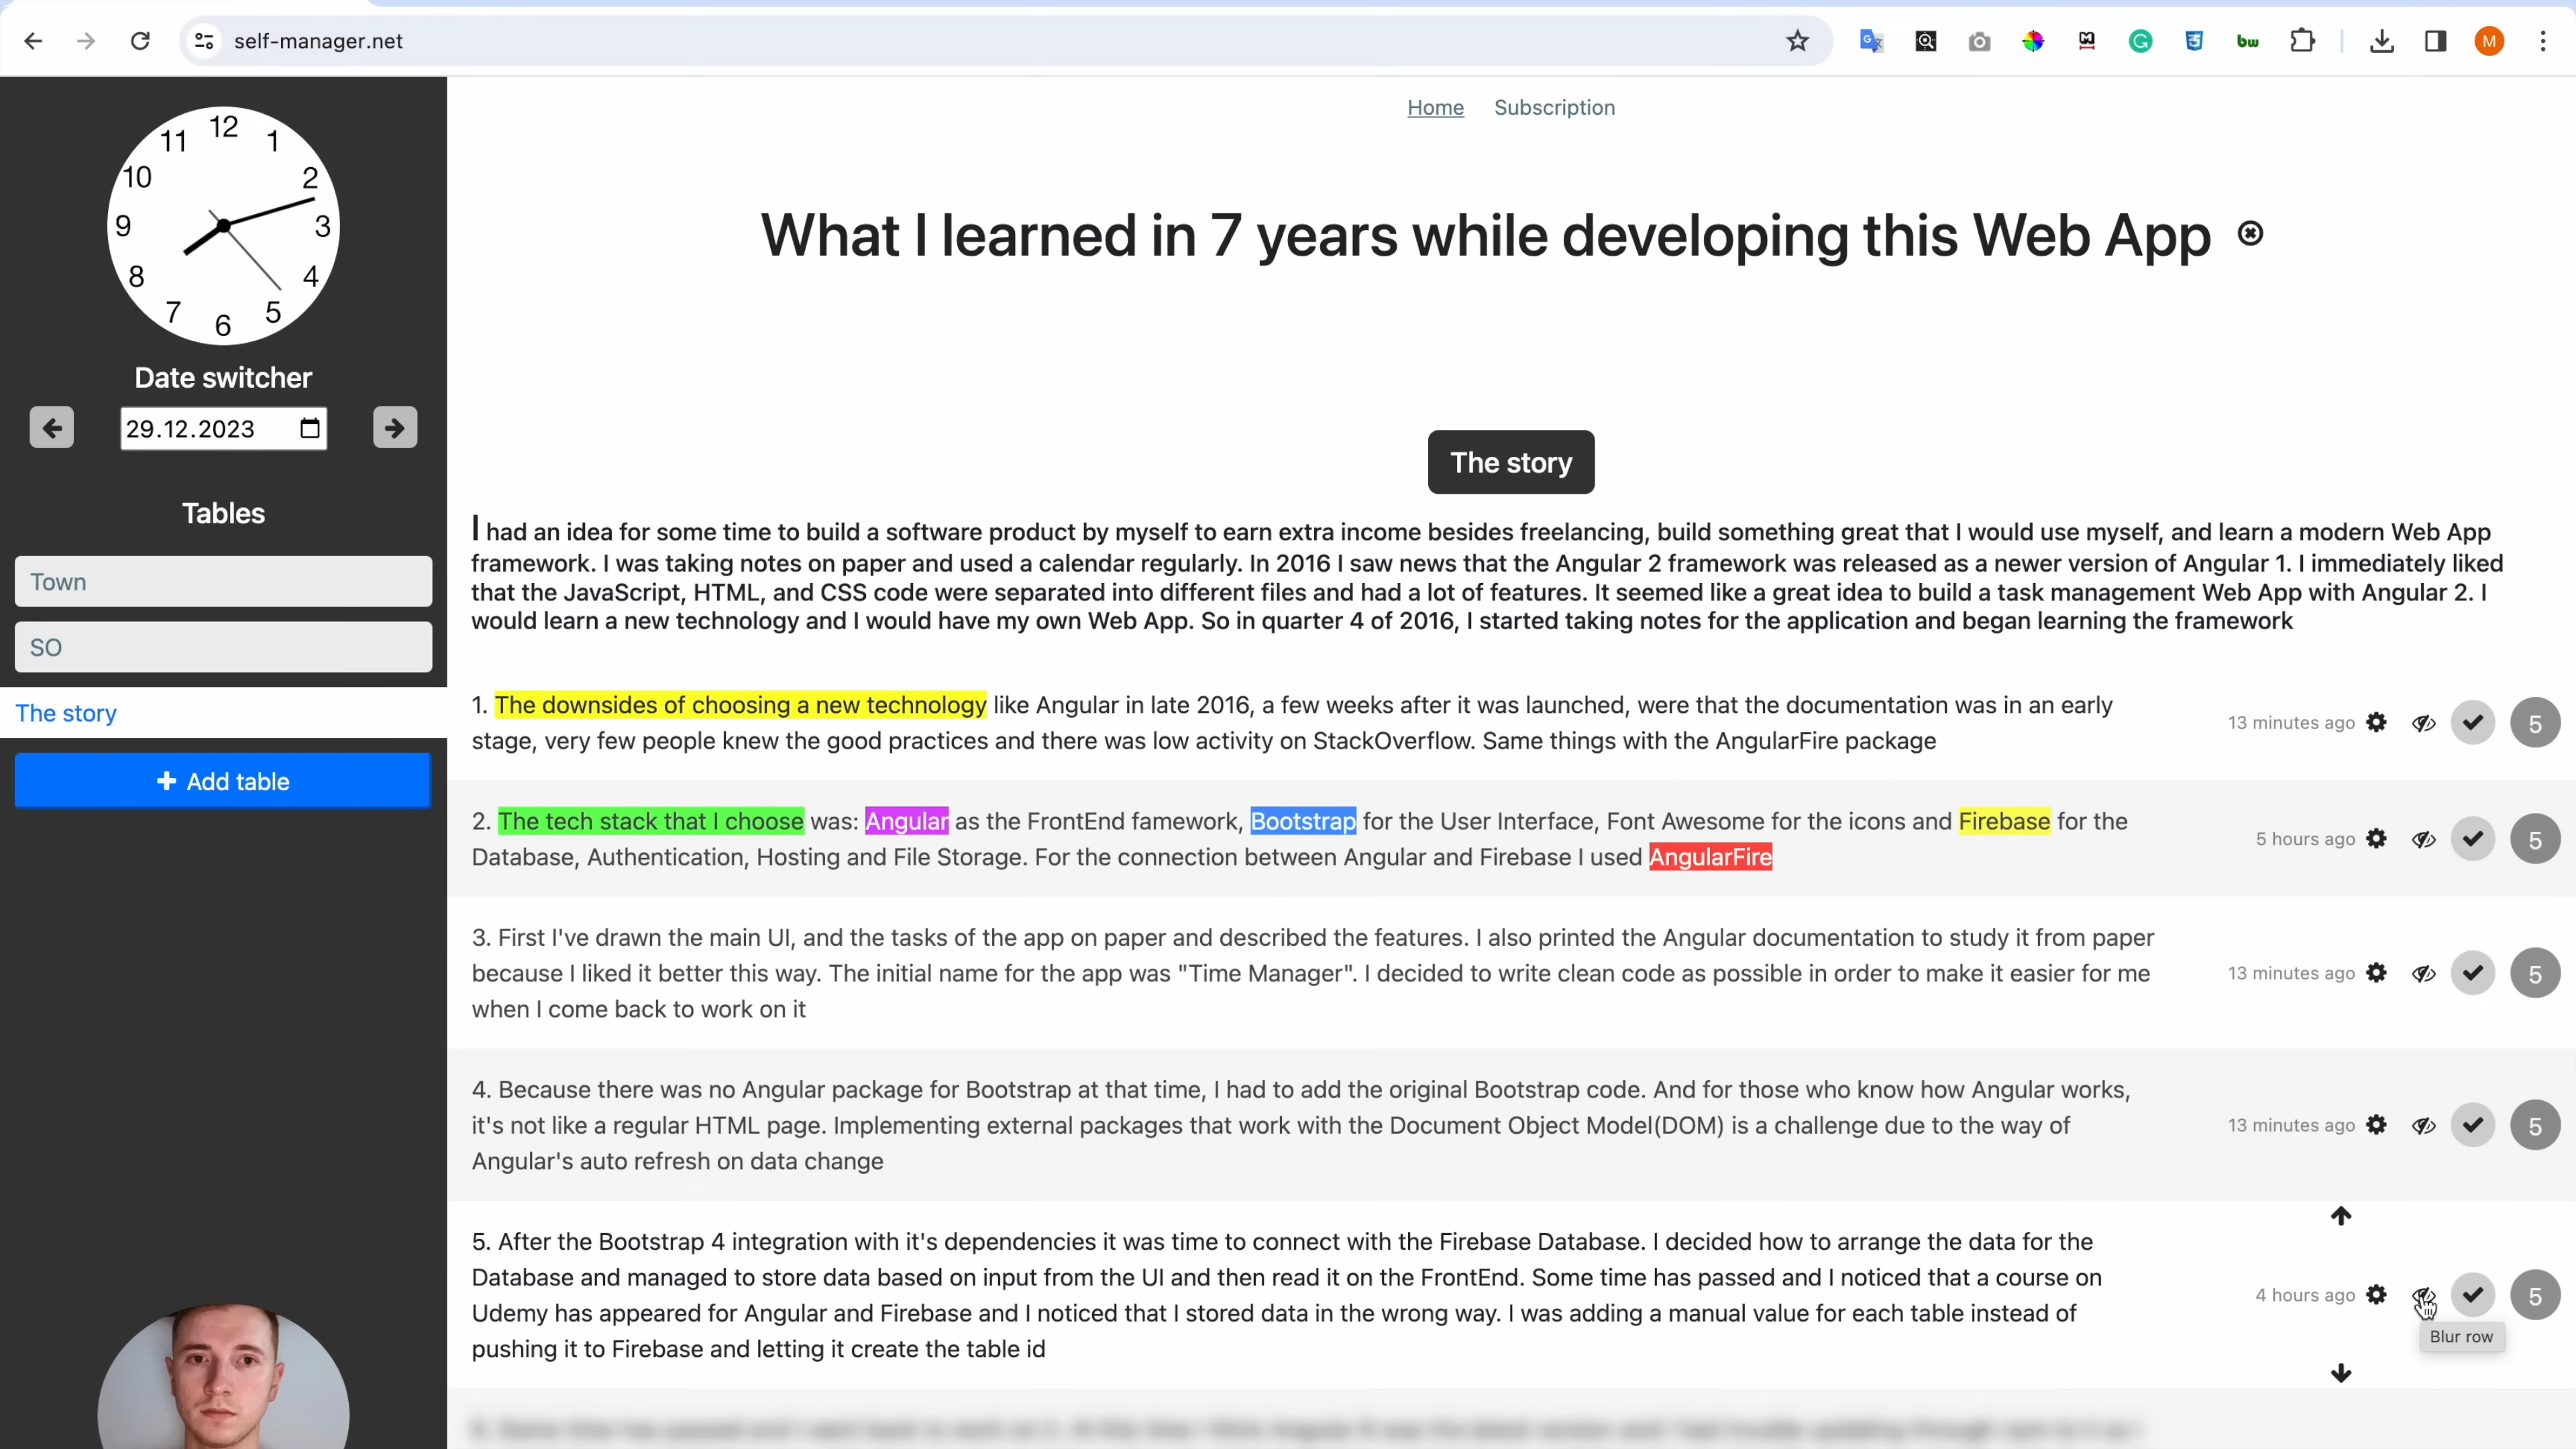 self-manager.net
bw
M
12
11
1
10
2
9
3
8
4
7
5
6
Date switcher
29.12.2023
Tables
Town
SO
The story
Add table
Home
Subscription
What I learned in 7 years while developing this Web App
The story
I had an idea for some time to build a software product by myself to earn extra income besides freelancing, build something great that I would use myself, and learn a modern Web App
framework. I was taking notes on paper and used a calendar regularly. In 2016 I saw news that the Angular 2 framework was released as a newer version of Angular 1. I immediately liked
that the JavaScript, HTML, and CSS code were separated into different files and had a lot of features. It seemed like a great idea to build a task management Web App with Angular 2. I
would learn a new technology and I would have my own Web App. So in quarter 4 of 2016, I started taking notes for the application and began learning the framework
1. The downsides of choosing a new technology like Angular in late 2016, a few weeks after it was launched, were that the documentation was in an early
stage, very few people knew the good practices and there was low activity on StackOverflow. Same things with the AngularFire package
13 minutes ago
5
2. The tech stack that I choose was: Angular as the FrontEnd famework, Bootstrap for the User Interface, Font Awesome for the icons and Firebase for the
Database, Authentication, Hosting and File Storage. For the connection between Angular and Firebase I used AngularFire
5 hours ago
5
3. First I've drawn the main UI, and the tasks of the app on paper and described the features. I also printed the Angular documentation to study it from paper
because I liked it better this way. The initial name for the app was "Time Manager". I decided to write clean code as possible in order to make it easier for me
when I come back to work on it
13 minutes ago
5
4. Because there was no Angular package for Bootstrap at that time, I had to add the original Bootstrap code. And for those who know how Angular works,
it's not like a regular HTML page. Implementing external packages that work with the Document Object Model(DOM) is a challenge due to the way of
Angular's auto refresh on data change
13 minutes ago
5
5. After the Bootstrap 4 integration with it's dependencies it was time to connect with the Firebase Database. I decided how to arrange the data for the
Database and managed to store data based on input from the UI and then read it on the FrontEnd. Some time has passed and I noticed that a course on
Udemy has appeared for Angular and Firebase and I noticed that I stored data in the wrong way. I was adding a manual value for each table instead of
pushing it to Firebase and letting it create the table id
4 hours ago
5
Blur row